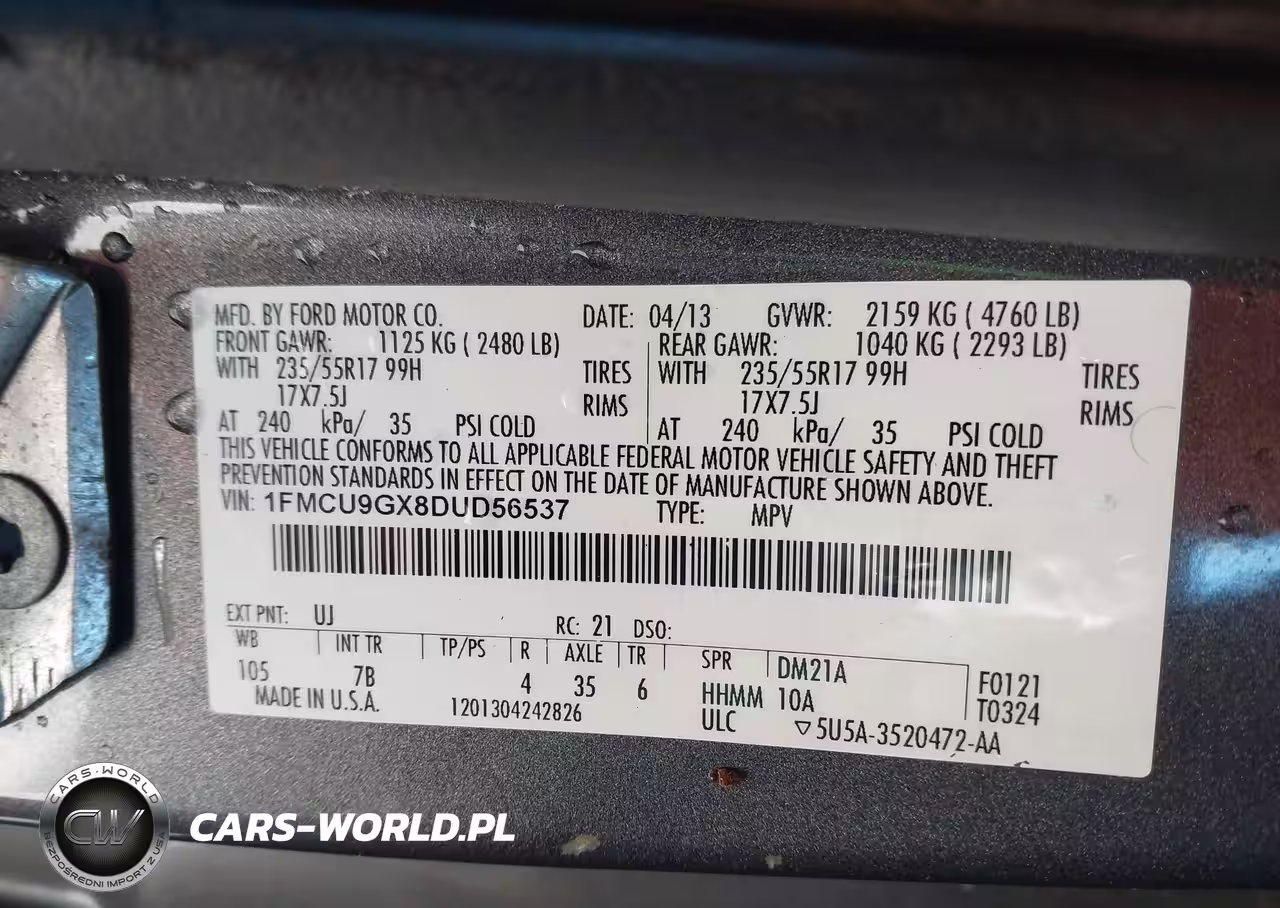 MFD. BY FORD MOTOR CO. DATE: 04/13 GVWR: 2159 KG ( 4760 LB)
FRONT GAWR: 1125 KG ( 2480 LB) REAR GAWR: 1040 KG ( 2293 LB)
WITH 235/55R17 99H TIRES WITH 235/55R17 99H TIRES
17X7.5J RIMS 17X7.5J RIMS
AT 240 kPa/ 35 PSI COLD AT 240 kPa/ 35 PSI COLD
THIS VEHICLE CONFORMS TO ALL APPLICABLE FEDERAL MOTOR VEHICLE SAFETY AND THEFT
PREVENTION STANDARDS IN EFFECT ON THE DATE OF MANUFACTURE SHOWN ABOVE.
VIN: 1FMCU9GX8DUD56537 TYPE: MPV
EXT PNT: UJ RC: 21 DSO:
WB INT TR TP/PS R AXLE TR SPR DM21A F0121
105 7B 4 35 6 HHMM 10A T0324
MADE IN U.S.A. 1201304242826 ULC ▽5U5A-3520472-AA
CARS-WORLD
CW
BEZPOŚREDNI IMPORT Z USA
CARS-WORLD.PL